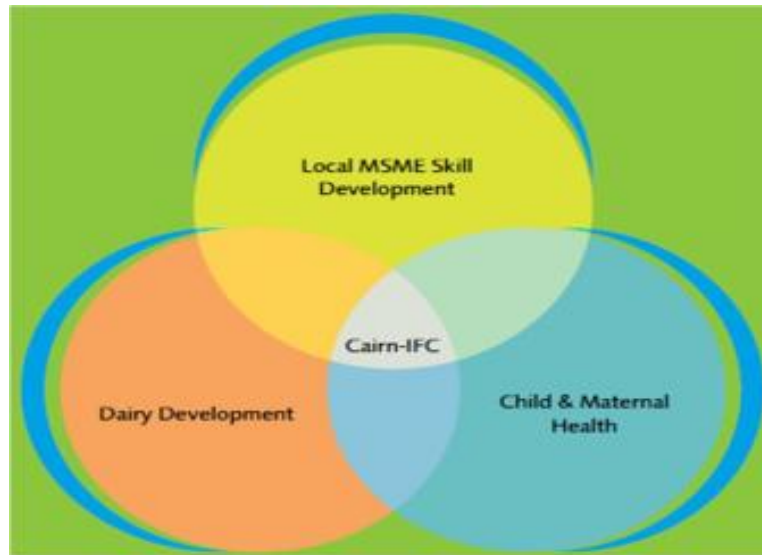 Local MSME Skill
Development
Cairn-IFC
Dairy Development
Child & Maternal
Health